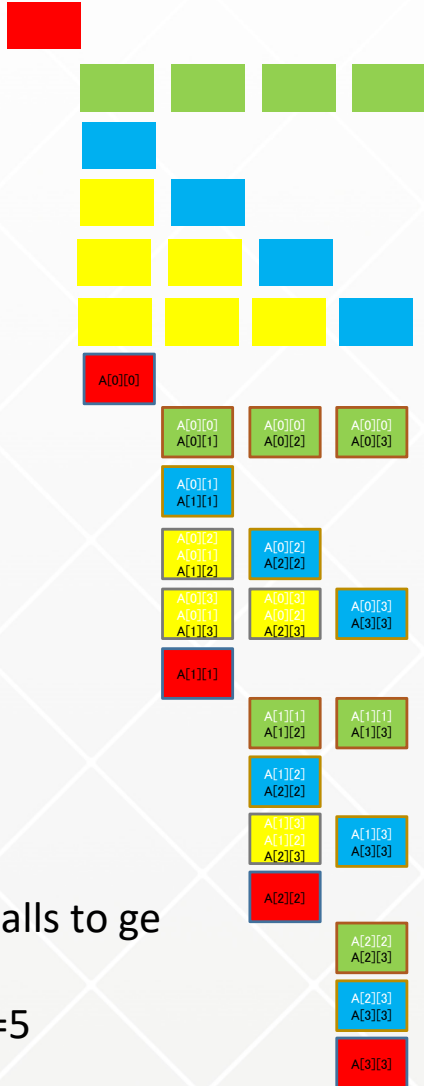 A[0][0]
A[0][0] A[0][0] A[0][0]
A[0][1] A[0][2] A[0][3]
A[0][1]
A[1][1]
A[0][2]
A[0][1] A[0][2]
A[1][2] A[2][2]
A[0][3] A[0][3]
A[0][1] A[0][2] A[0][3]
A[1][3] A[2][3] A[3][3]
A[1][1]
A[1][1] A[1][1]
A[1][2] A[1][3]
A[1][2]
A[2][2]
A[1][3]
A[1][2] A[1][3]
A[2][3] A[3][3]
A[2][2]
alls to ge
A[2][2]
A[2][3]
A[2][3]
A[3][3]
=5
A[3][3]